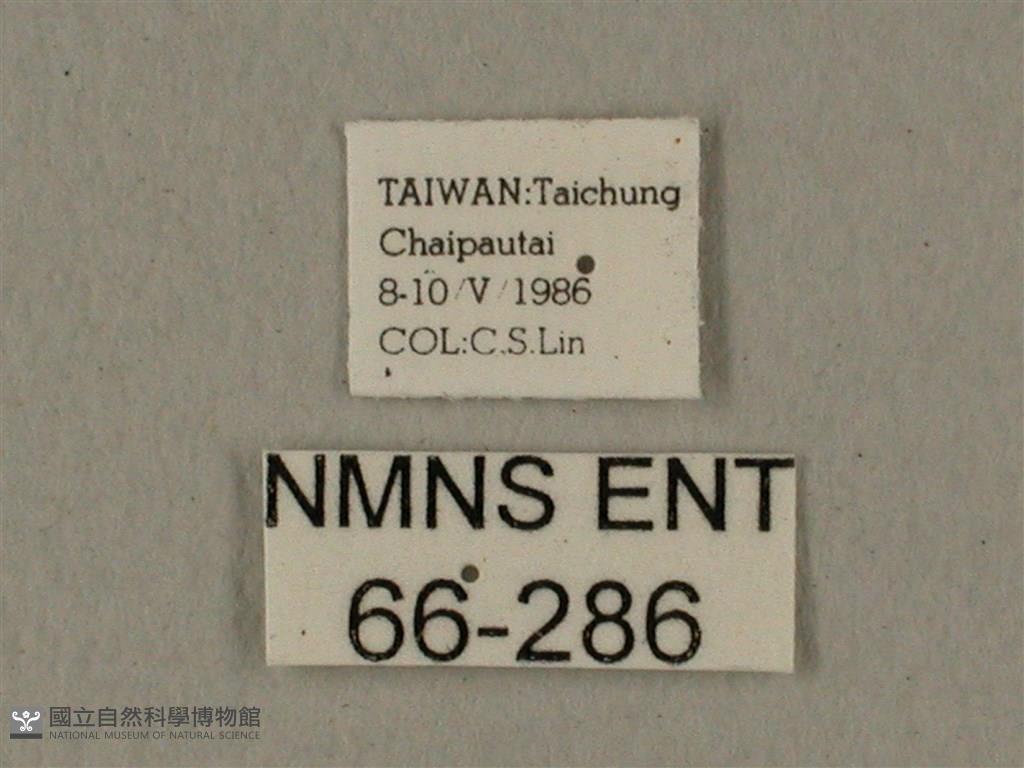 TAIWAN:Taichung
Chaipautai
8-10/V/1986
COL:C.S.Lin
NMNS ENT
66-286
國立自然科學博物館
NATIONAL MUSEUM OF NATURAL SCIENCE